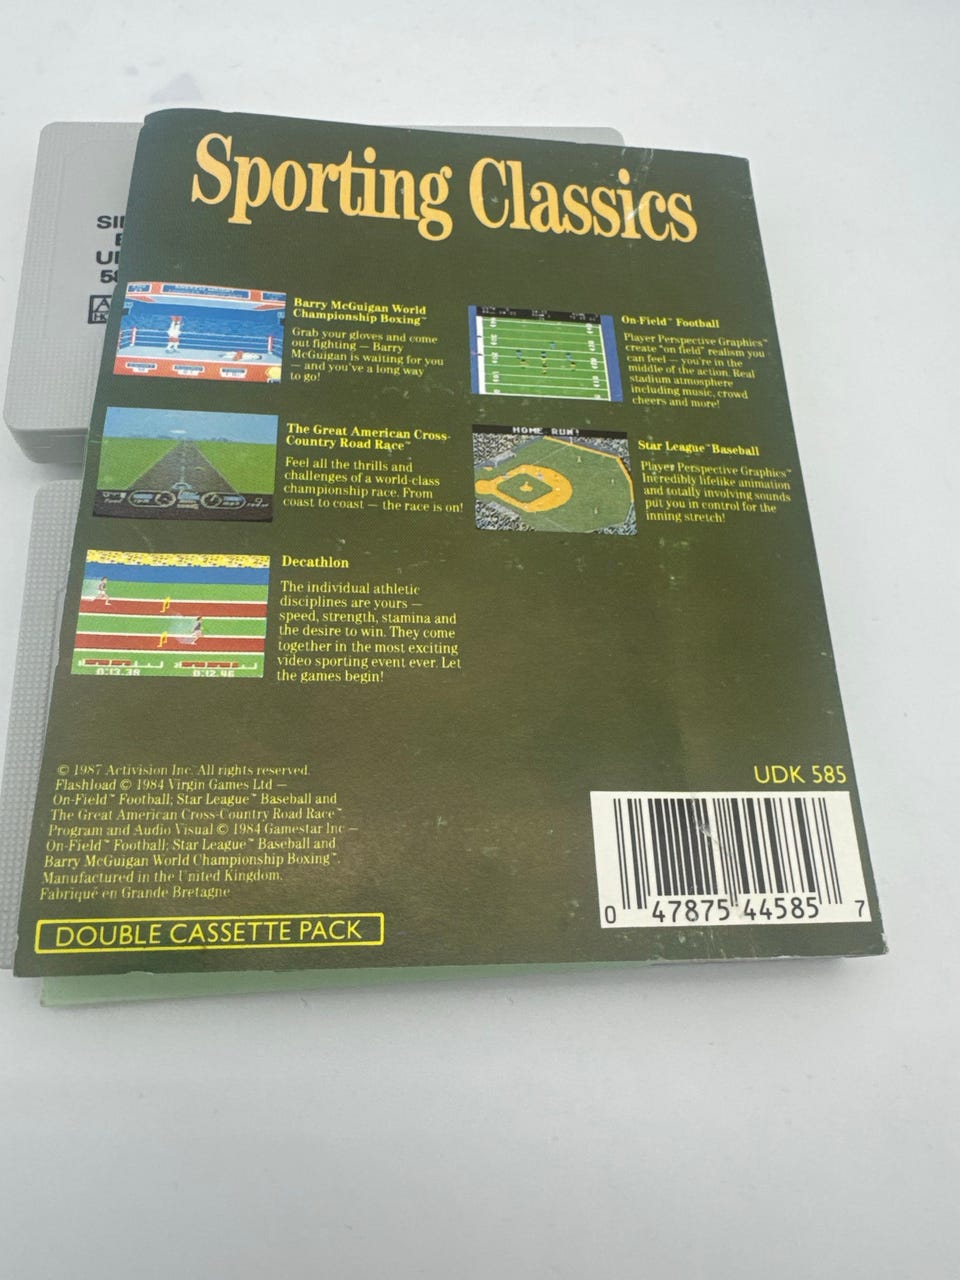 Sporting Classics
Barry McGuigan World
Championship Boxing™
Grab your gloves and come
out fighting — Barry
McGuigan is waiting for you
— and you've a long way
to go!
The Great American Cross-
Country Road Race™
Feel all the thrills and
challenges of a world-class
championship race. From
coast to coast — the race is on!
Decathlon
The individual athletic
disciplines are yours —
speed, strength, stamina and
the desire to win. They come
together in the most exciting
video sporting event ever. Let
the games begin!
On-Field™ Football
Player Perspective Graphics™
create "on field" realism you
can feel — you're in the
middle of the action. Real
stadium atmosphere
including music, crowd
cheers and more!
HOME RUN!
Star League™ Baseball
Player Perspective Graphics™
Incredibly lifelike animation
and totally involving sounds
put you in control for the
inning stretch!
0:13.38 0:12.46
© 1987 Activision Inc. All rights reserved.
Flashload © 1984 Virgin Games Ltd —
On-Field™ Football; Star League™ Baseball and
The Great American Cross-Country Road Race™
Program and Audio Visual © 1984 Gamestar Inc —
On-Field™ Football; Star League™ Baseball and
Barry McGuigan World Championship Boxing™.
Manufactured in the United Kingdom.
Fabriqué en Grande Bretagne
DOUBLE CASSETTE PACK
UDK 585
0 47875 44585 7